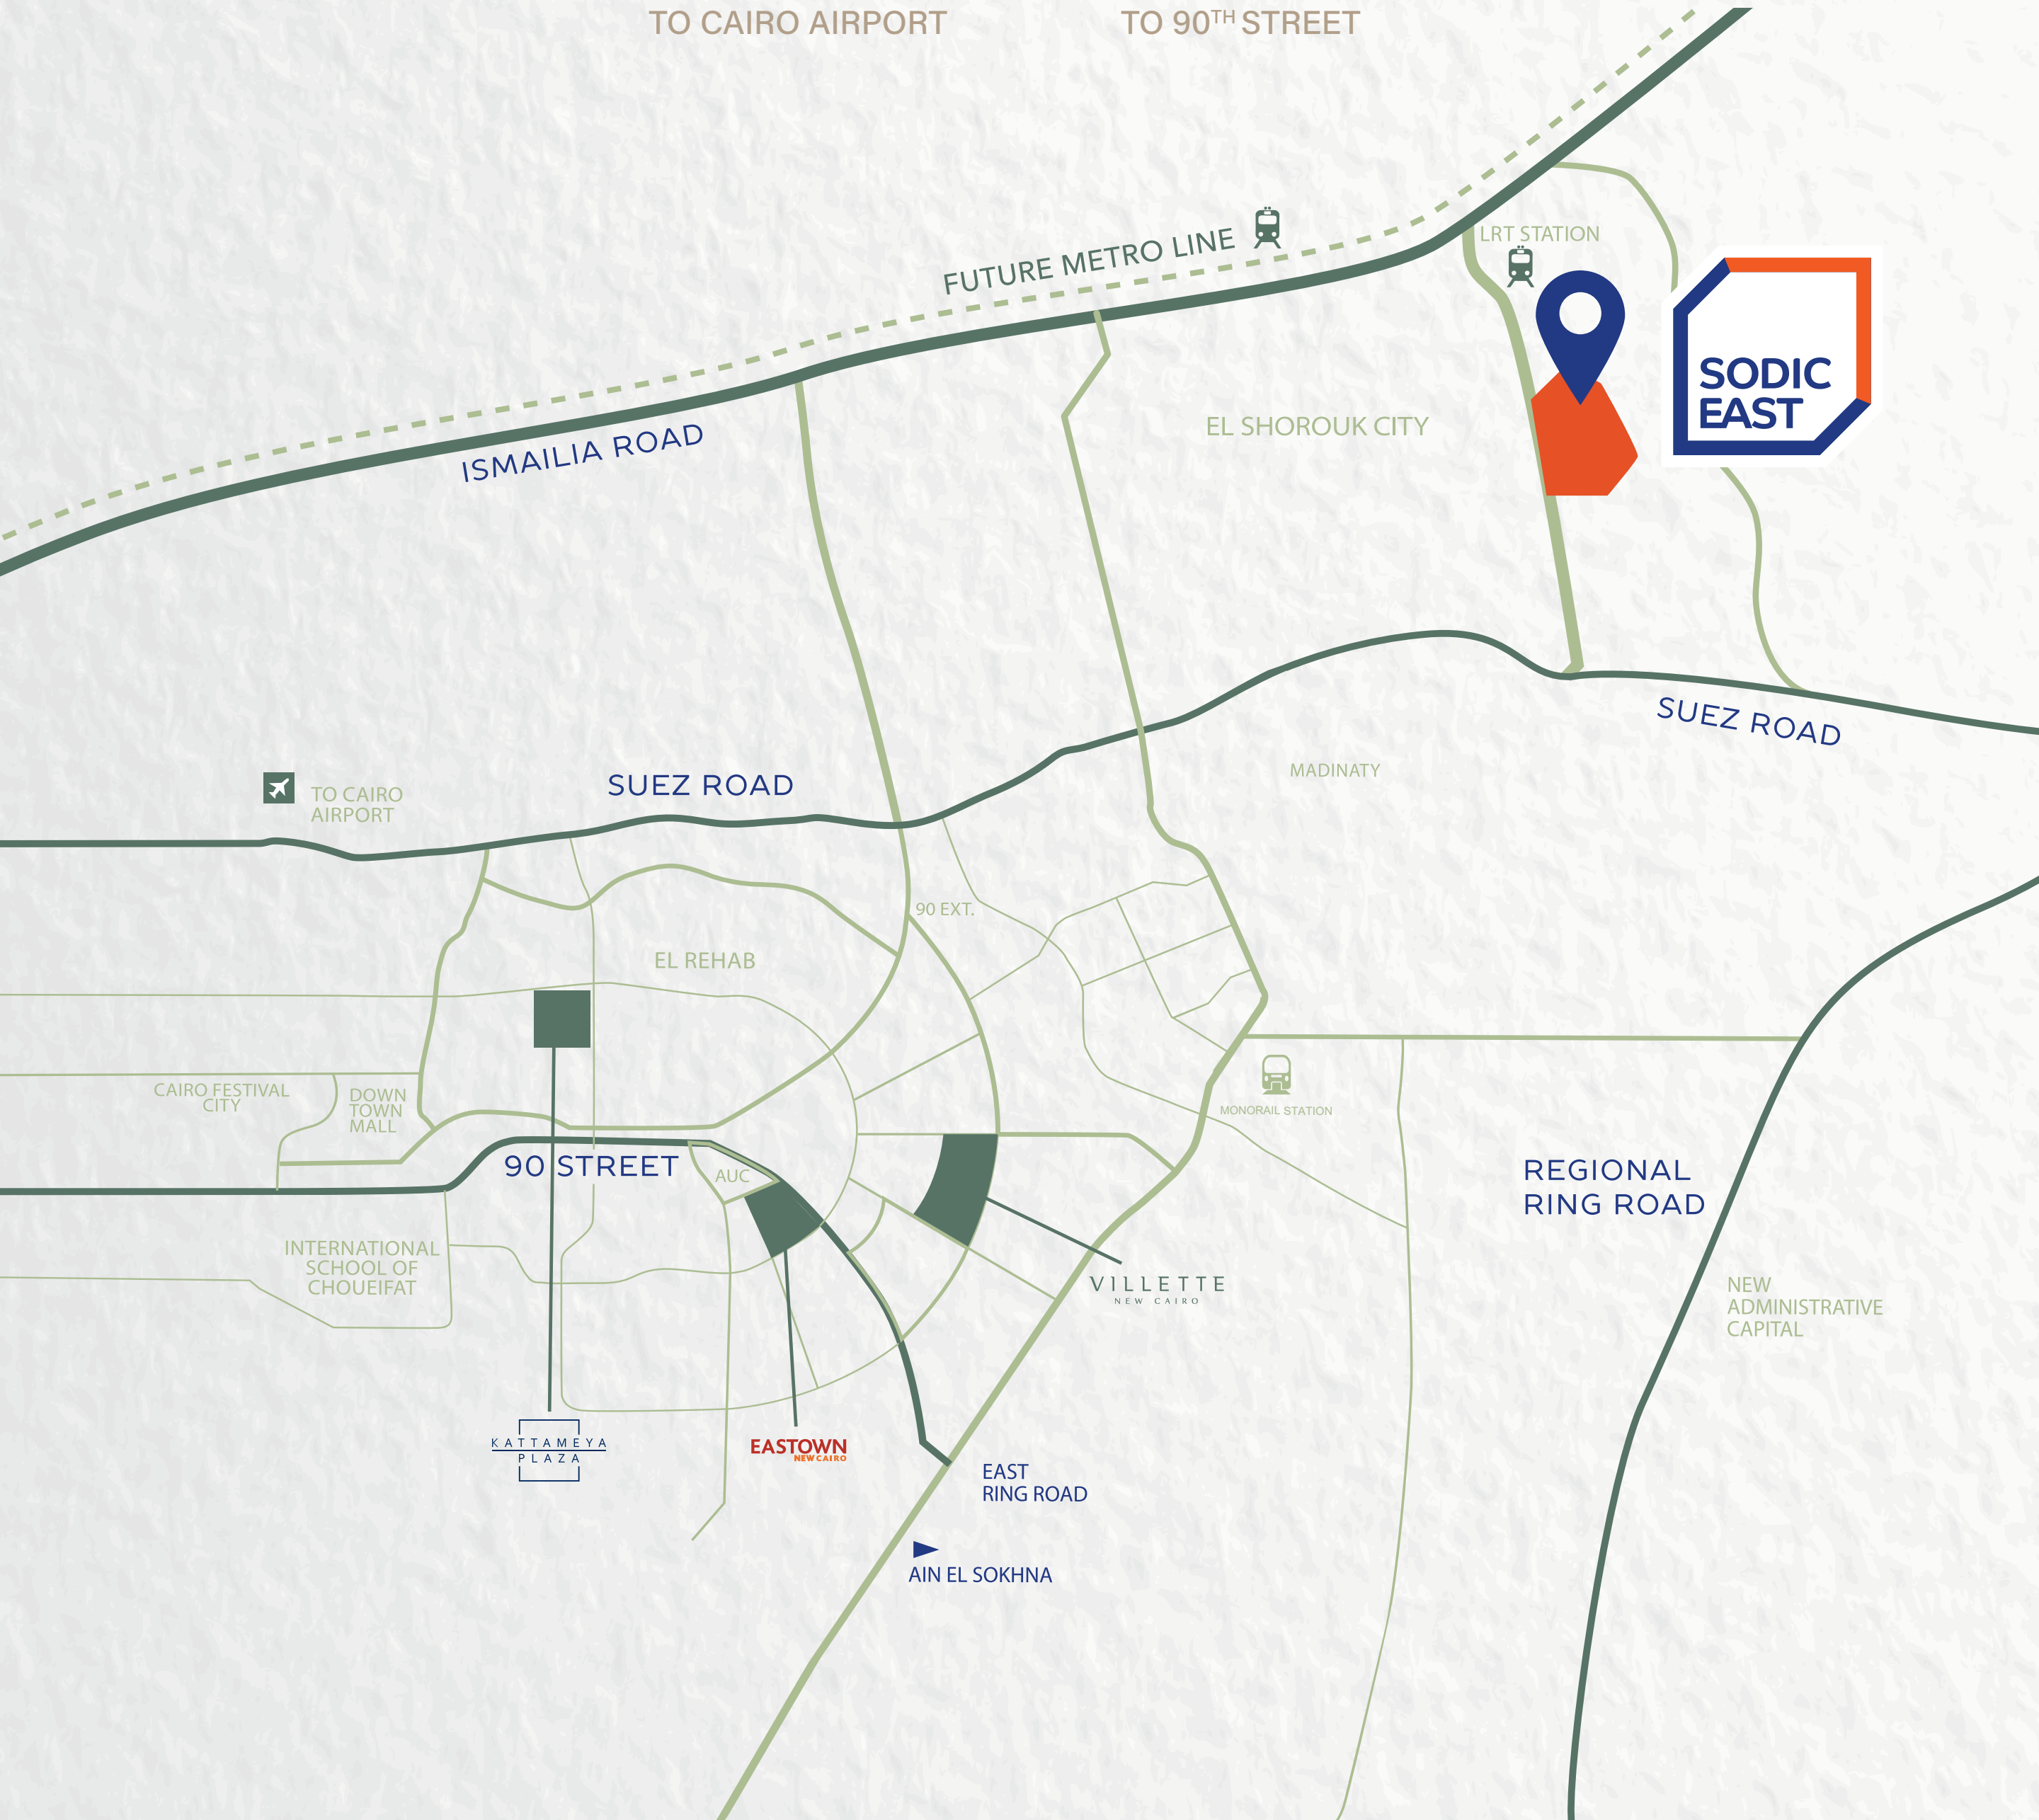 TO CAIRO AIRPORT
TO 90TH STREET
FUTURE METRO LINE
LRT STATION
SODIC
EAST
ISMAILIA ROAD
EL SHOROUK CITY
SUEZ ROAD
MADINATY
SUEZ ROAD
TO CAIRO
AIRPORT
90 EXT.
EL REHAB
CAIRO FESTIVAL
CITY
DOWN
TOWN
MALL
MONORAIL STATION
90 STREET
AUC
REGIONAL
RING ROAD
INTERNATIONAL
SCHOOL OF
CHOUEIFAT
VILLETTE
NEW CAIRO
NEW
ADMINISTRATIVE
CAPITAL
KATTAMEYA
PLAZA
EASTOWN
NEW CAIRO
EAST
RING ROAD
AIN EL SOKHNA